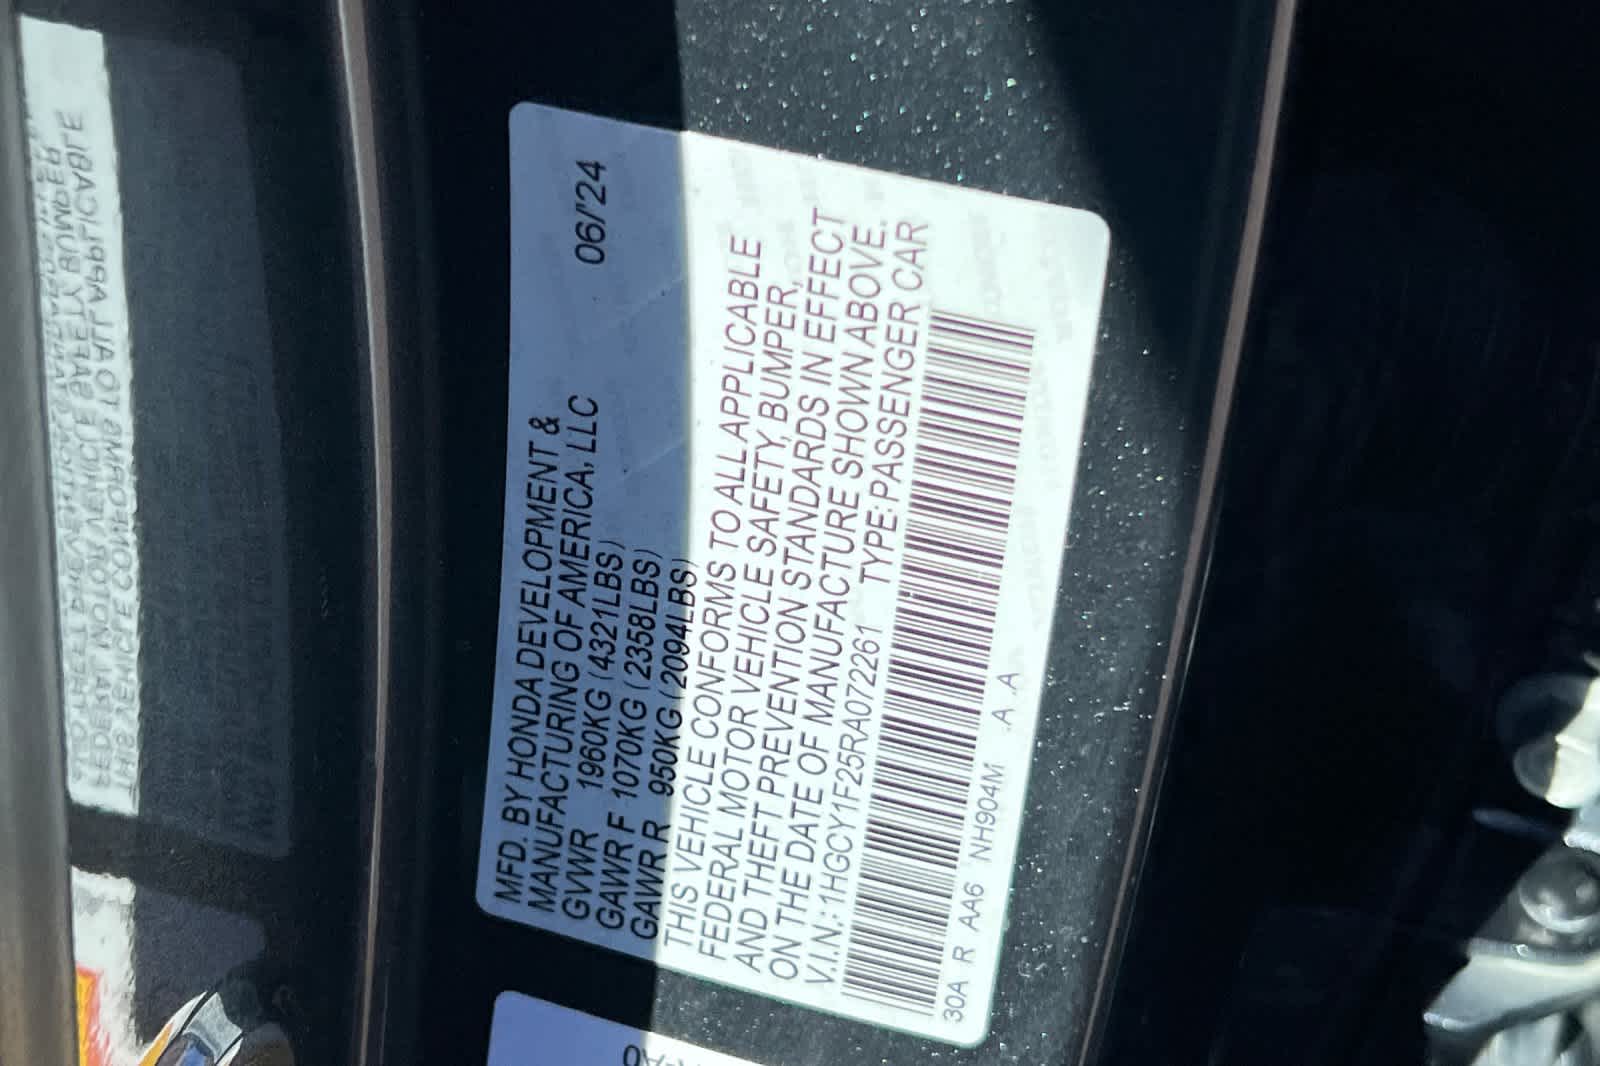 MFD. BY HONDA DEVELOPMENT &
MANUFACTURING OF AMERICA, LLC 06/'24
GVWR 1960KG (4321LBS)
GAWR F 1070KG (2358LBS)
GAWR R 950KG (2094LBS)
THIS VEHICLE CONFORMS TO ALL APPLICABLE
FEDERAL MOTOR VEHICLE SAFETY, BUMPER,
AND THEFT PREVENTION STANDARDS IN EFFECT
ON THE DATE OF MANUFACTURE SHOWN ABOVE.
V.I.N.: 1HGCY1F25RA072261 TYPE: PASSENGER CAR
30A R AA6 NH904M .A .A